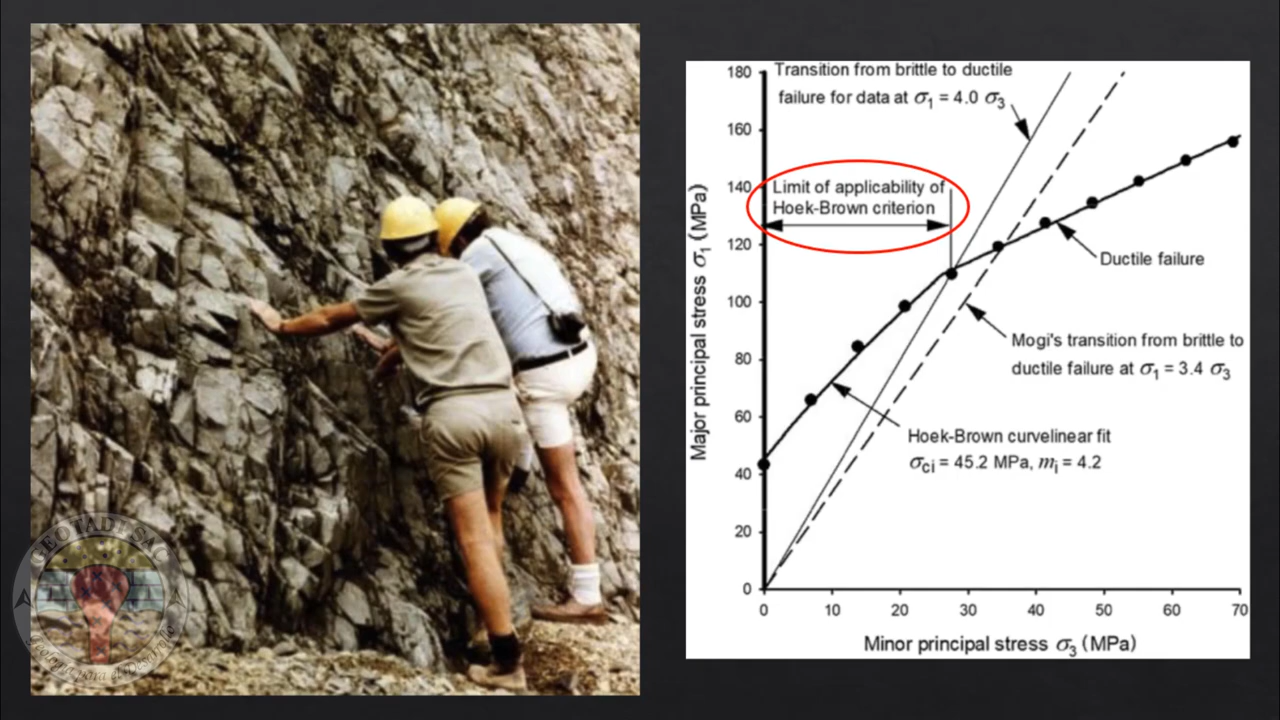 180
160
140
120
100
80
60
40
20
0
0 10 20 30 40 50 60 70
Major principal stress σ1 (MPa)
Minor principal stress σ3 (MPa)
Transition from brittle to ductile
failure for data at σ1 = 4.0 σ3
Limit of applicability of
Hoek-Brown criterion
Ductile failure
Mogi's transition from brittle to
ductile failure at σ1 = 3.4 σ3
Hoek-Brown curvelinear fit
σci = 45.2 MPa, mi = 4.2
GEOTADI SAC